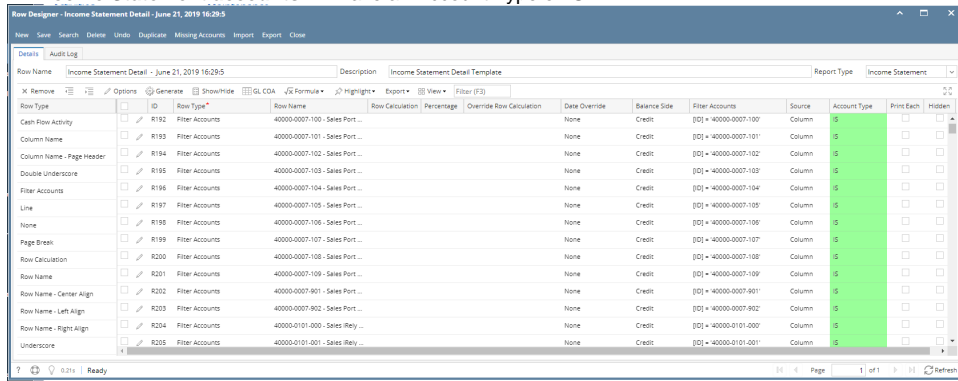 Row Designer - Income Statement Detail - June 21, 2019 16:29:5
New Save Search Delete Undo Duplicate Missing Accounts Import Export Close
Details Audit Log
Row Name Income Statement Detail - June 21, 2019 16:29:5 Description Income Statement Detail Template Report Type Income Statement
Remove Options Generate Show/Hide GL COA Formula Highlight Export View Filter (F3)
Row Type ID Row Type* Row Name Row Calculation Percentage Override Row Calculation Date Override Balance Side Filter Accounts Source Account Type Print Each Hidden
Cash Flow Activity
Column Name
Column Name - Page Header
Double Underscore
Filter Accounts
Line
None
Page Break
Row Calculation
Row Name
Row Name - Center Align
Row Name - Left Align
Row Name - Right Align
Underscore
R192 Filter Accounts 40000-0007-100 - Sales Port ... None Credit [ID] = '40000-0007-100' Column IS
R193 Filter Accounts 40000-0007-101 - Sales Port ... None Credit [ID] = '40000-0007-101' Column IS
R194 Filter Accounts 40000-0007-102 - Sales Port ... None Credit [ID] = '40000-0007-102' Column IS
R195 Filter Accounts 40000-0007-103 - Sales Port ... None Credit [ID] = '40000-0007-103' Column IS
R196 Filter Accounts 40000-0007-104 - Sales Port ... None Credit [ID] = '40000-0007-104' Column IS
R197 Filter Accounts 40000-0007-105 - Sales Port ... None Credit [ID] = '40000-0007-105' Column IS
R198 Filter Accounts 40000-0007-106 - Sales Port ... None Credit [ID] = '40000-0007-106' Column IS
R199 Filter Accounts 40000-0007-107 - Sales Port ... None Credit [ID] = '40000-0007-107' Column IS
R200 Filter Accounts 40000-0007-108 - Sales Port ... None Credit [ID] = '40000-0007-108' Column IS
R201 Filter Accounts 40000-0007-109 - Sales Port ... None Credit [ID] = '40000-0007-109' Column IS
R202 Filter Accounts 40000-0007-901 - Sales Port ... None Credit [ID] = '40000-0007-901' Column IS
R203 Filter Accounts 40000-0007-902 - Sales Port ... None Credit [ID] = '40000-0007-902' Column IS
R204 Filter Accounts 40000-0101-000 - Sales iRely ... None Credit [ID] = '40000-0101-000' Column IS
R205 Filter Accounts 40000-0101-001 - Sales iRely ... None Credit [ID] = '40000-0101-001' Column IS
? 0.21s Ready Page 1 of 1 Refresh